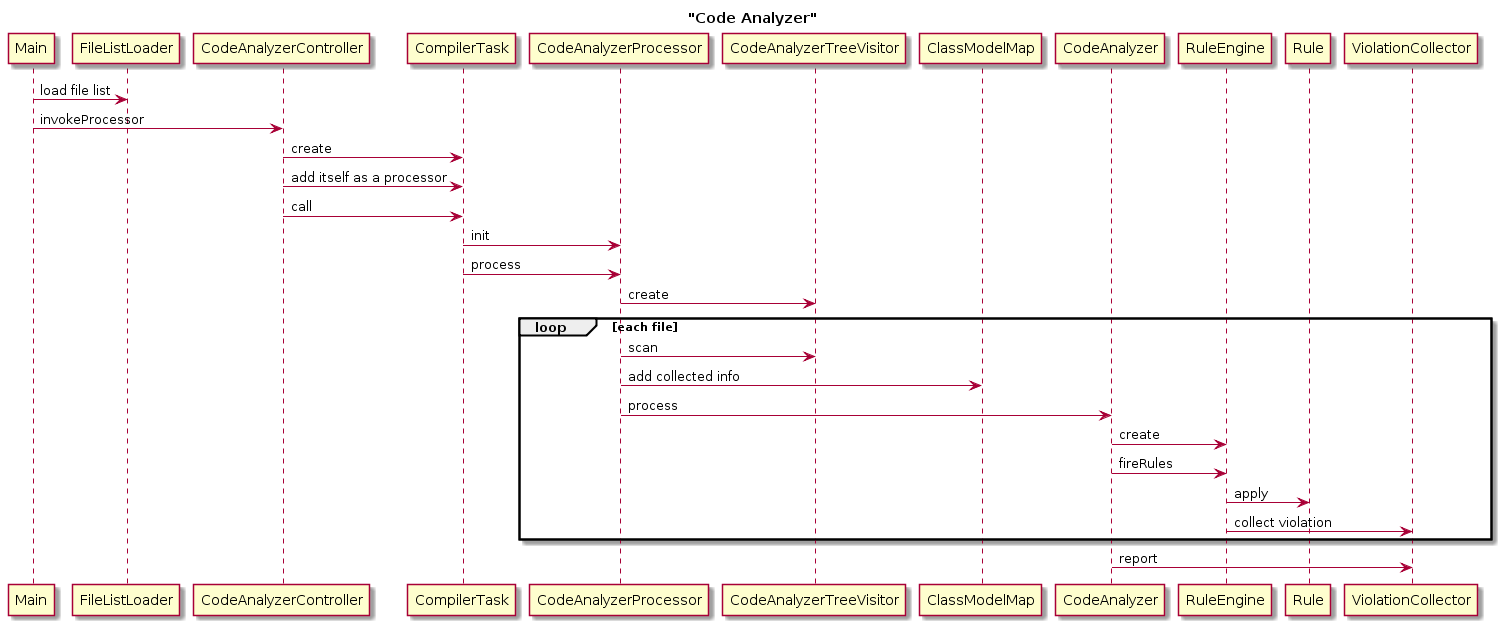 "Code Analyzer"
Main FileListLoader CodeAnalyzerController CompilerTask CodeAnalyzerProcessor CodeAnalyzerTreeVisitor ClassModelMap CodeAnalyzer RuleEngine Rule ViolationCollector
load file list
invokeProcessor
create
add itself as a processor
call
init
process
create
loop [each file]
scan
add collected info
process
create
fireRules
apply
collect violation
report
Main FileListLoader CodeAnalyzerController CompilerTask CodeAnalyzerProcessor CodeAnalyzerTreeVisitor ClassModelMap CodeAnalyzer RuleEngine Rule ViolationCollector